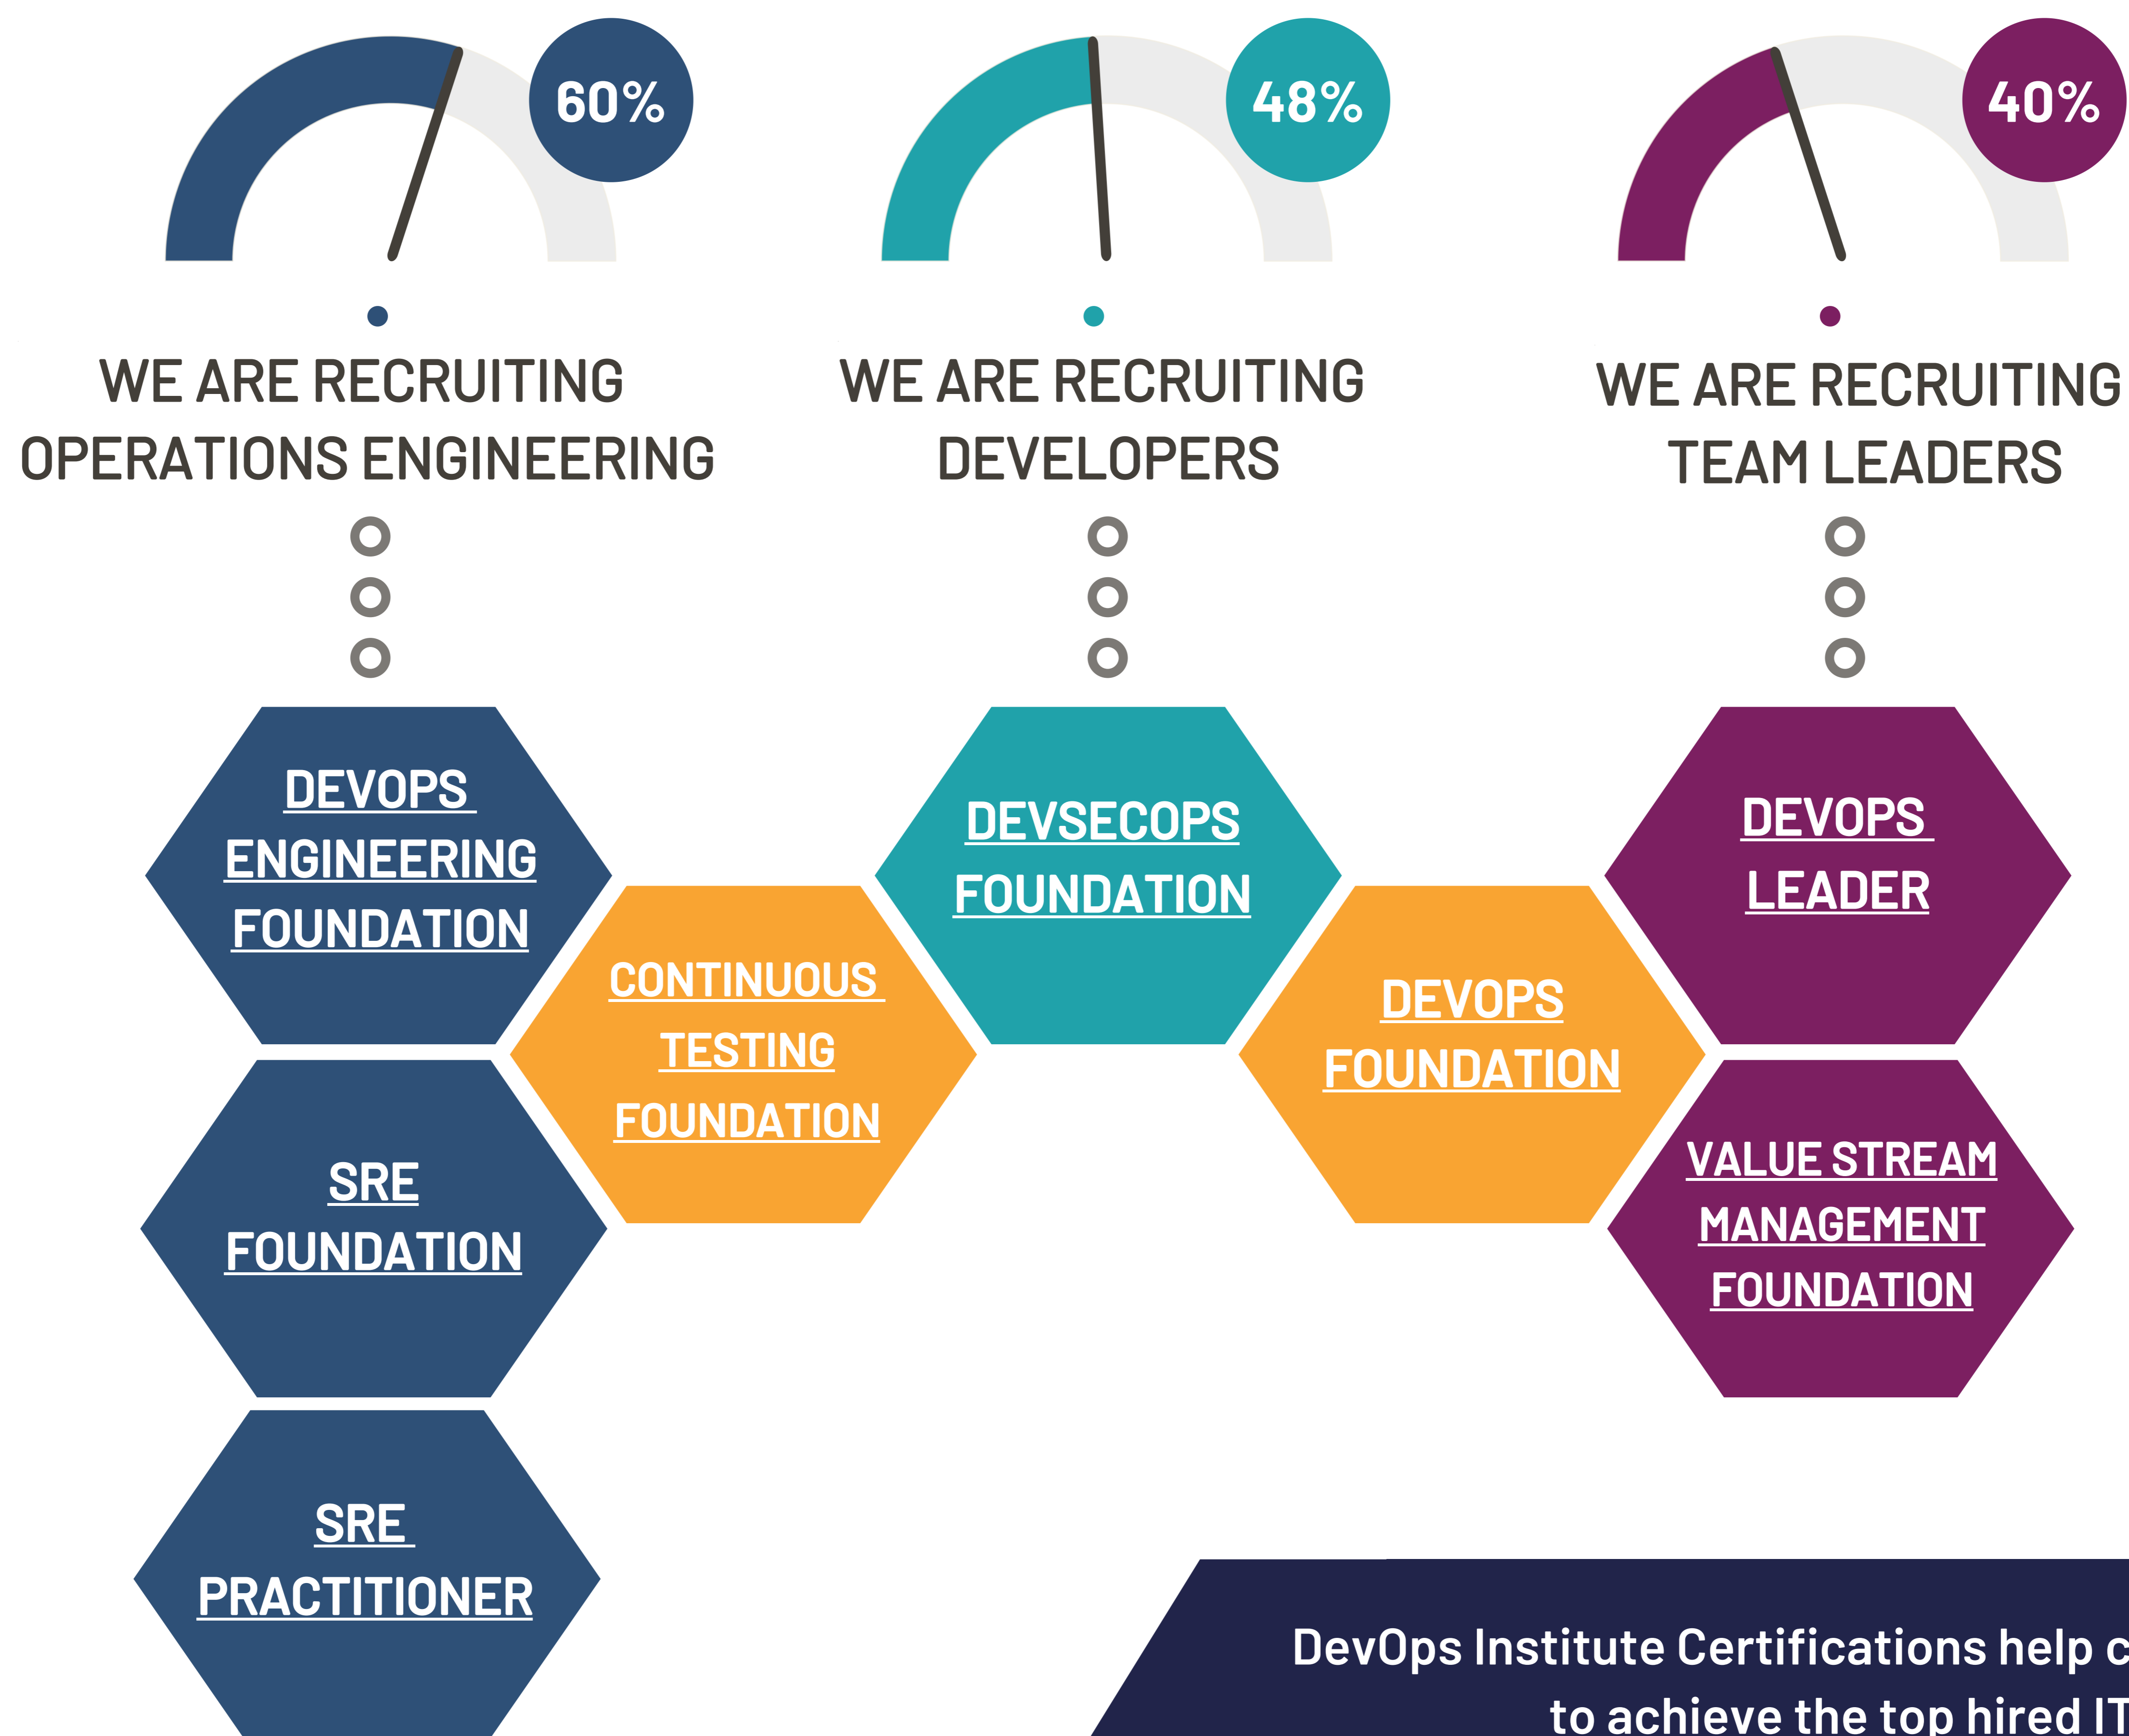 60%
48%
40%
WE ARE RECRUITING
OPERATIONS ENGINEERING
WE ARE RECRUITING
DEVELOPERS
WE ARE RECRUITING
TEAM LEADERS
DEVOPS
ENGINEERING
FOUNDATION
CONTINUOUS
TESTING
FOUNDATION
DEVSECOPS
FOUNDATION
DEVOPS
FOUNDATION
DEVOPS
LEADER
VALUE STREAM
MANAGEMENT
FOUNDATION
SRE
FOUNDATION
SRE
PRACTITIONER
DevOps Institute Certifications help
to achieve the top hired IT